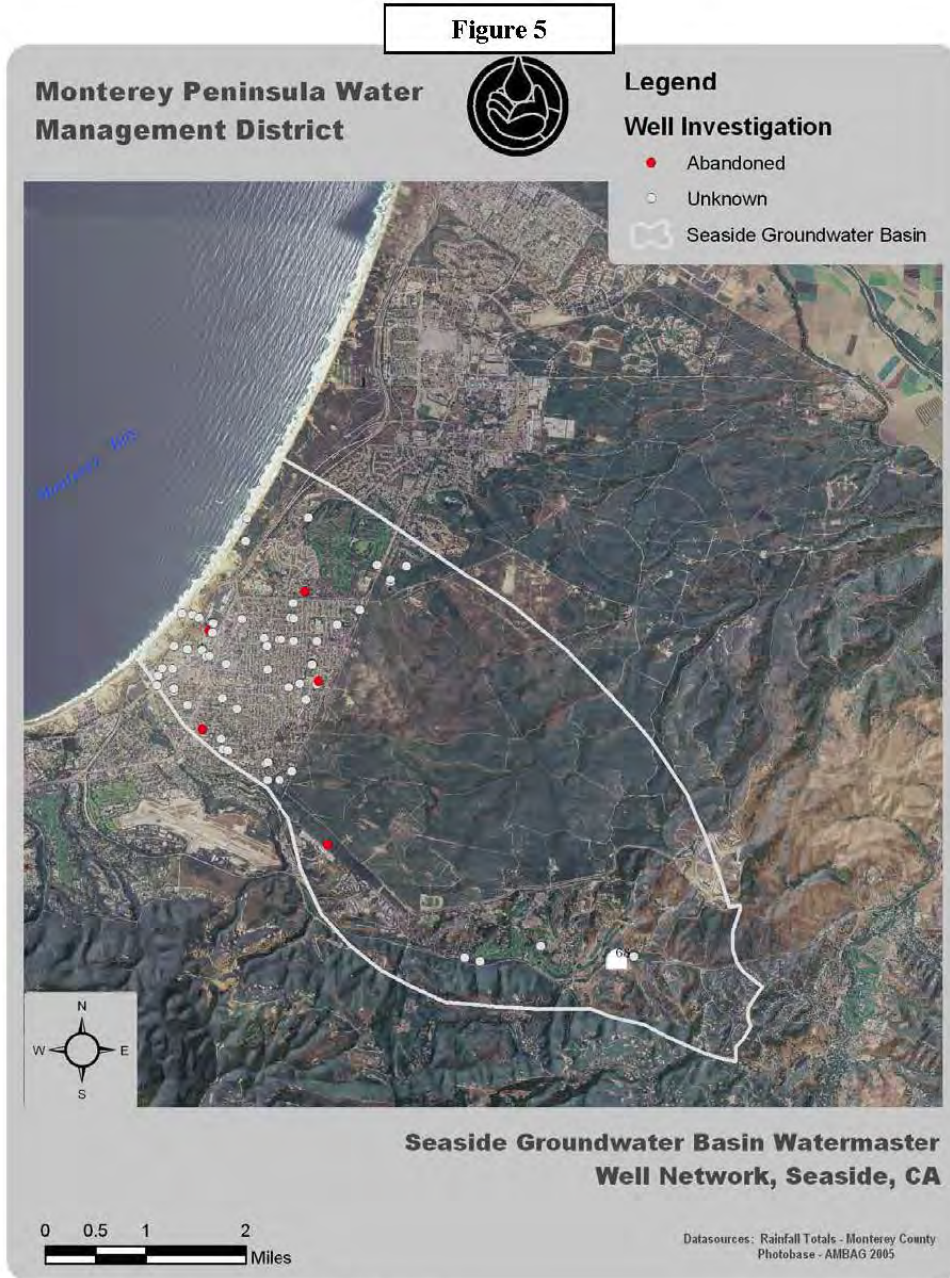 Figure 5
Monterey Peninsula Water
Management District
Legend
Well Investigation
Abandoned
Unknown
Seaside Groundwater Basin
Monterey Bay
68
N
W E
S
Seaside Groundwater Basin Watermaster
Well Network, Seaside, CA
0 0.5 1 2
Miles
Datasources: Rainfall Totals - Monterey County
Photobase - AMBAG 2005